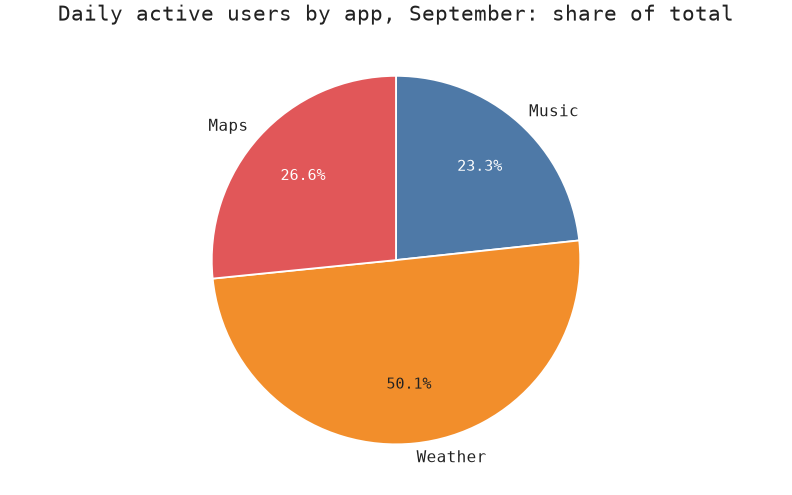 Daily active users by app, September: share of total
Music
Maps
23.3%
26.6%
50.1%
Weather